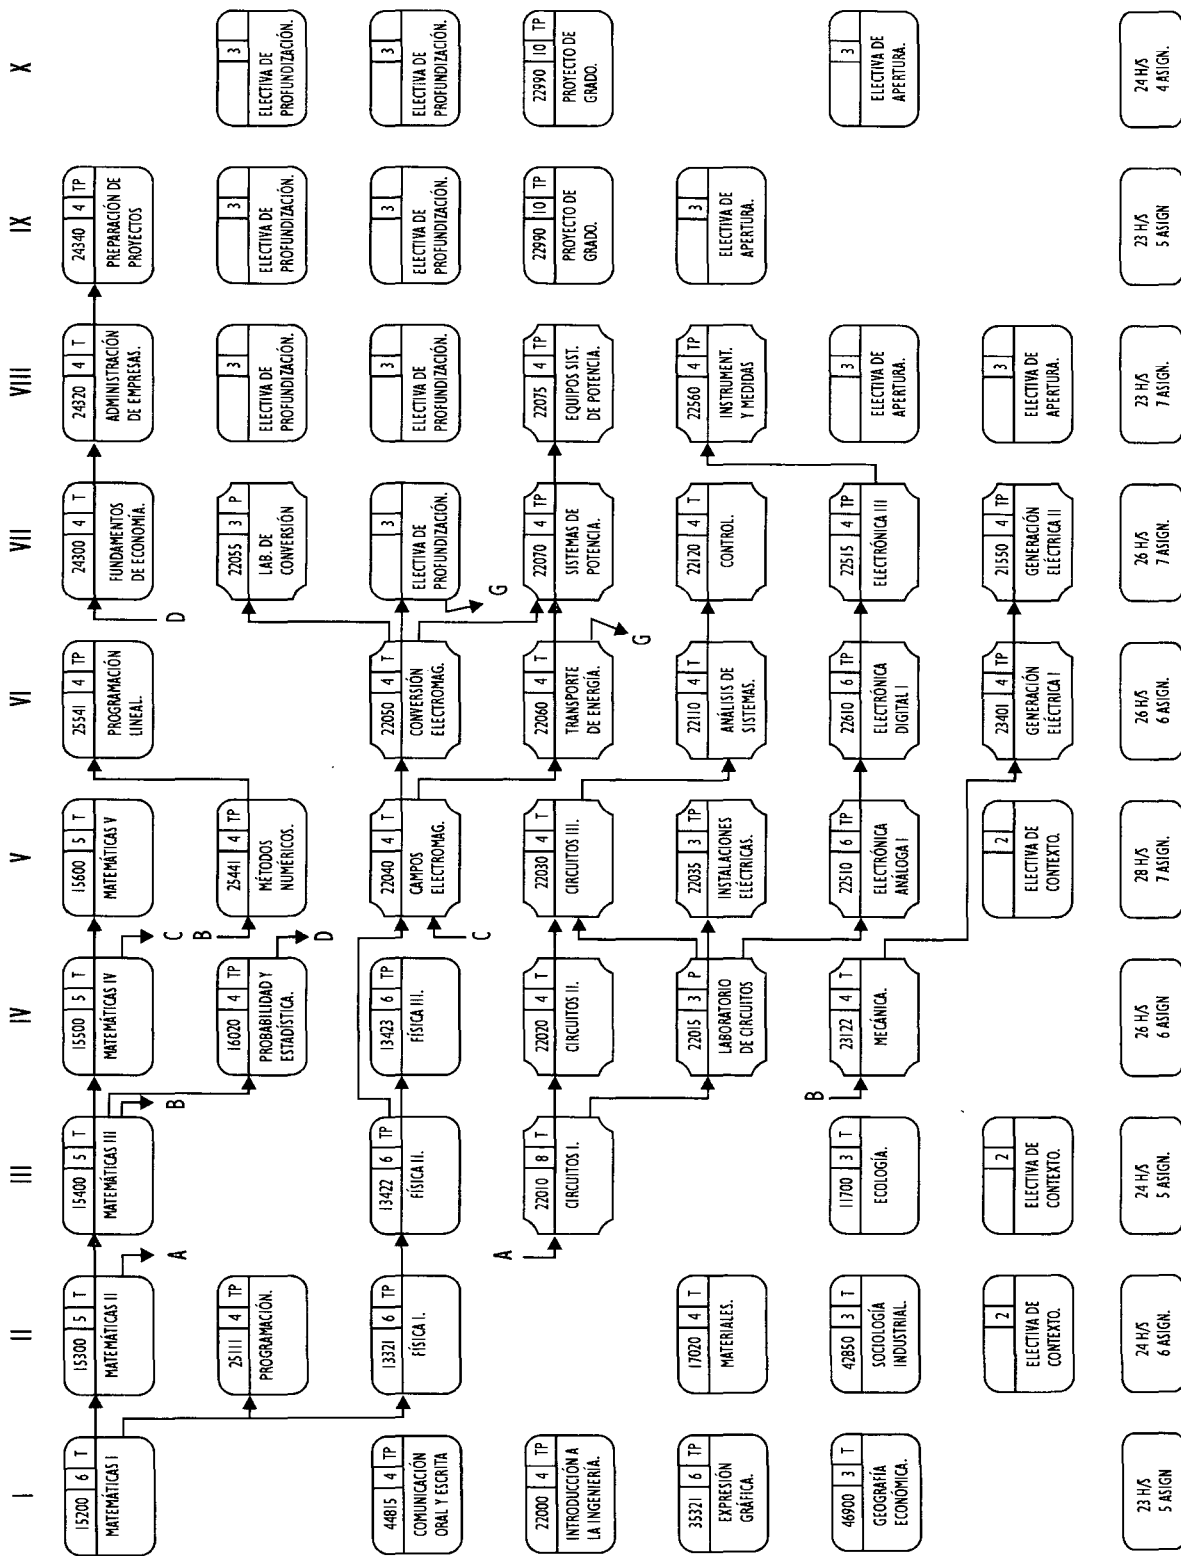 I
II
III
IV
V
VI
VII
VIII
IX
X
15200 6 T
MATEMÁTICAS I
15300 5 T
MATEMÁTICAS II
15400 5 T
MATEMÁTICAS III
15500 5 T
MATEMÁTICAS IV
15600 5 T
MATEMÁTICAS V
25541 4 TP
PROGRAMACIÓN
LINEAL.
24300 4 T
FUNDAMENTOS
DE ECONOMÍA.
24320 4 T
ADMINISTRACIÓN
DE EMPRESAS.
24340 4 TP
PREPARACIÓN DE
PROYECTOS
A
B
C
D
25111 4 TP
PROGRAMACIÓN.
16020 4 TP
PROBABILIDAD Y
ESTADÍSTICA.
B
25441 4 TP
MÉTODOS
NUMÉRICOS.
D
22055 3 P
LAB. DE
CONVERSIÓN
3
ELECTIVA DE
PROFUNDIZACIÓN.
3
ELECTIVA DE
PROFUNDIZACIÓN.
3
ELECTIVA DE
PROFUNDIZACIÓN.
44815 4 TP
COMUNICACIÓN
ORAL Y ESCRITA
13321 6 TP
FÍSICA I.
13422 6 TP
FÍSICA II.
13423 6 TP
FÍSICA III.
22040 4 T
CAMPOS
ELECTROMAG.
22050 4 T
CONVERSIÓN
ELECTROMAG.
3
ELECTIVA DE
PROFUNDIZACIÓN.
3
ELECTIVA DE
PROFUNDIZACIÓN.
3
ELECTIVA DE
PROFUNDIZACIÓN.
3
ELECTIVA DE
PROFUNDIZACIÓN.
A
C
G
22000 4 TP
INTRODUCCIÓN A
LA INGENIERÍA.
22010 8 T
CIRCUITOS I.
22020 4 T
CIRCUITOS II.
22030 4 T
CIRCUITOS III.
22060 4 T
TRANSPORTE
DE ENERGÍA.
22070 4 TP
SISTEMAS DE
POTENCIA.
22075 4 TP
EQUIPOS SIST.
DE POTENCIA.
22990 10 TP
PROYECTO DE
GRADO.
22990 10 TP
PROYECTO DE
GRADO.
G
35321 6 TP
EXPRESIÓN
GRÁFICA.
17020 4 T
MATERIALES.
22015 3 P
LABORATORIO
DE CIRCUITOS
22035 3 TP
INSTALACIONES
ELÉCTRICAS.
22110 4 T
ANÁLISIS DE
SISTEMAS.
22120 4 T
CONTROL.
22560 4 TP
INSTRUMENT.
Y MEDIDAS
3
ELECTIVA DE
APERTURA.
B
46900 3 T
GEOGRAFÍA
ECONÓMICA.
42850 3 T
SOCIOLOGÍA
INDUSTRIAL.
11700 3 T
ECOLOGÍA.
23122 4 T
MECÁNICA.
22510 6 TP
ELECTRÓNICA
ANÁLOGA I
22610 6 TP
ELECTRÓNICA
DIGITAL I
22515 4 TP
ELECTRÓNICA III
3
ELECTIVA DE
APERTURA.
3
ELECTIVA DE
APERTURA.
2
ELECTIVA DE
CONTEXTO.
2
ELECTIVA DE
CONTEXTO.
2
ELECTIVA DE
CONTEXTO.
23401 4 TP
GENERACIÓN
ELÉCTRICA I
21550 4 TP
GENERACIÓN
ELÉCTRICA II
3
ELECTIVA DE
APERTURA.
23 H/S
5 ASIGN
24 H/S
6 ASIGN.
24 H/S
5 ASIGN.
26 H/S
6 ASIGN
28 H/S
7 ASIGN.
26 H/S
6 ASIGN.
26 H/S
7 ASIGN.
23 H/S
7 ASIGN.
23 H/S
5 ASIGN
24 H/S
4 ASIGN.